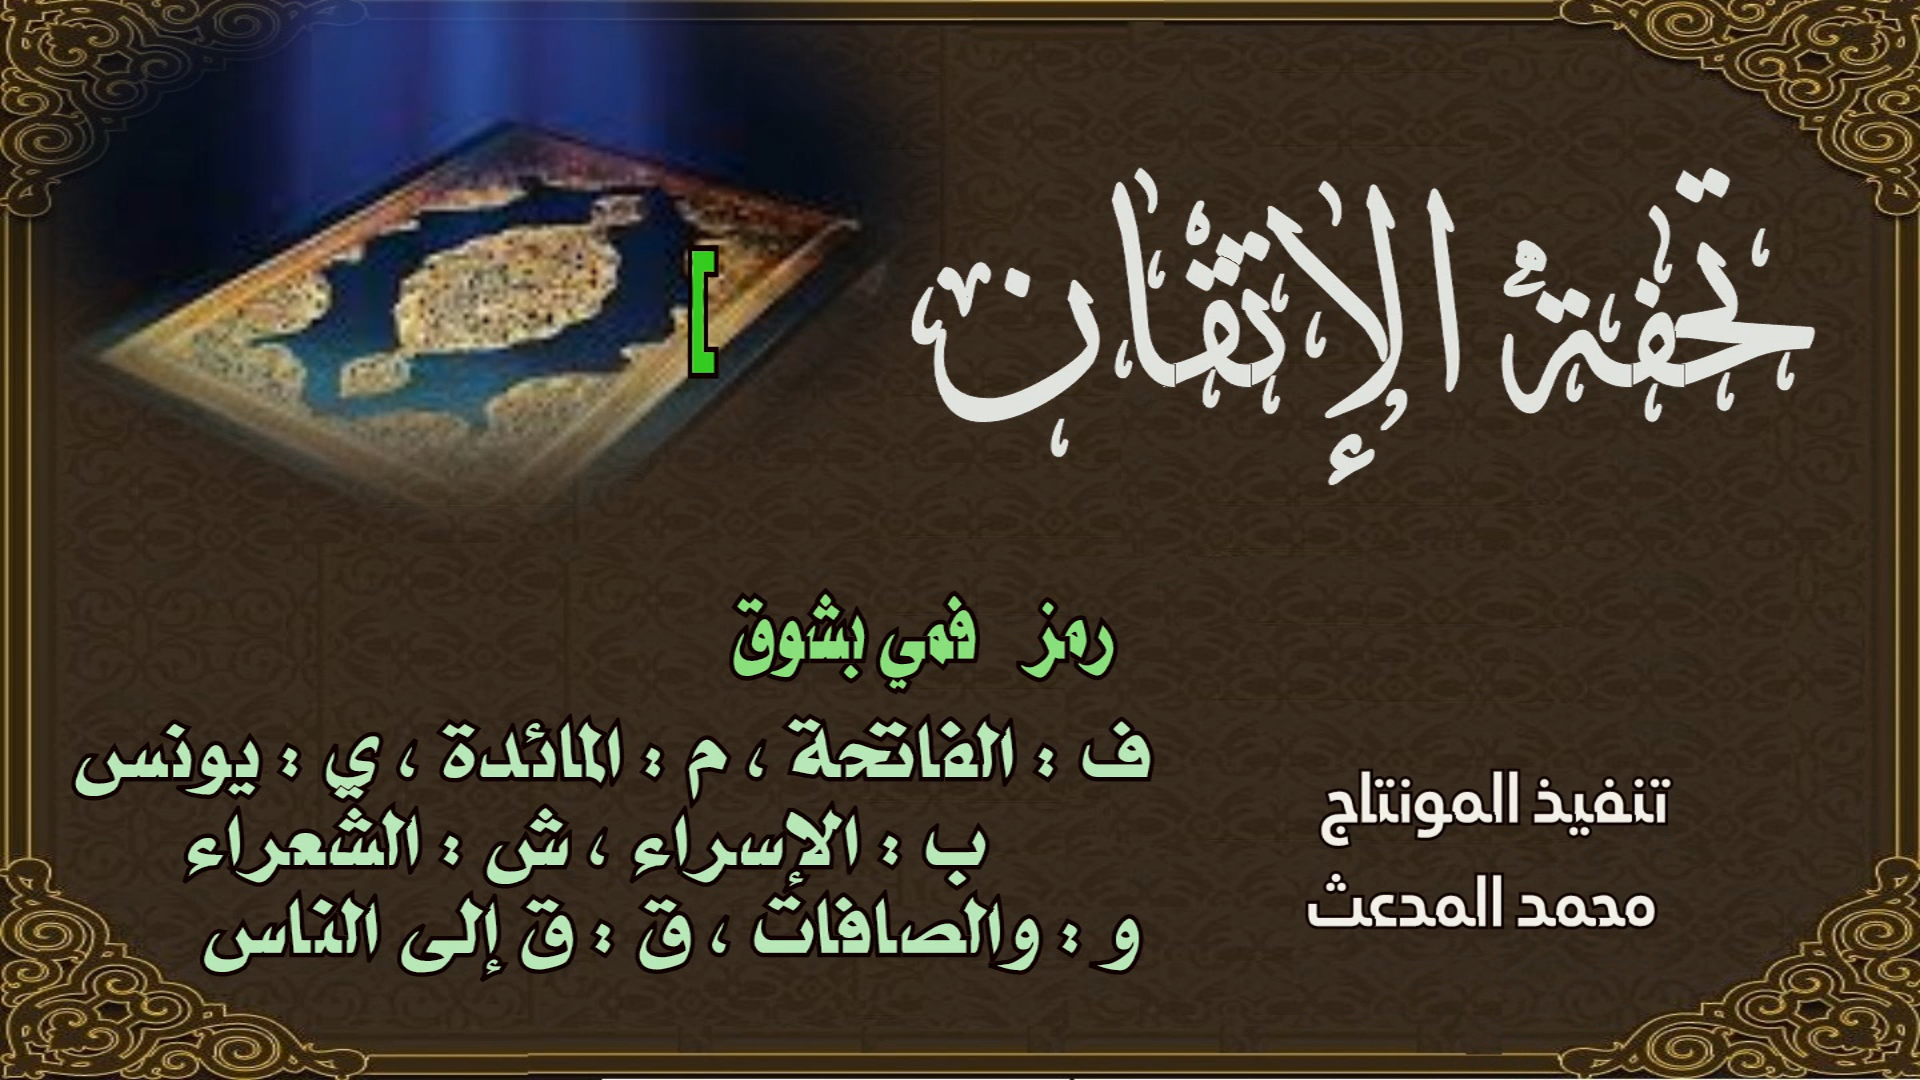 تحفة الإتقان
[
رمز فمي بشوق
ف : الفاتحة ، م : المائدة ، ي : يونس
ب : الإسراء ، ش : الشعراء
و : والصافات ، ق : ق إلى الناس
تنفيذ المونتاج
محمد المدعث